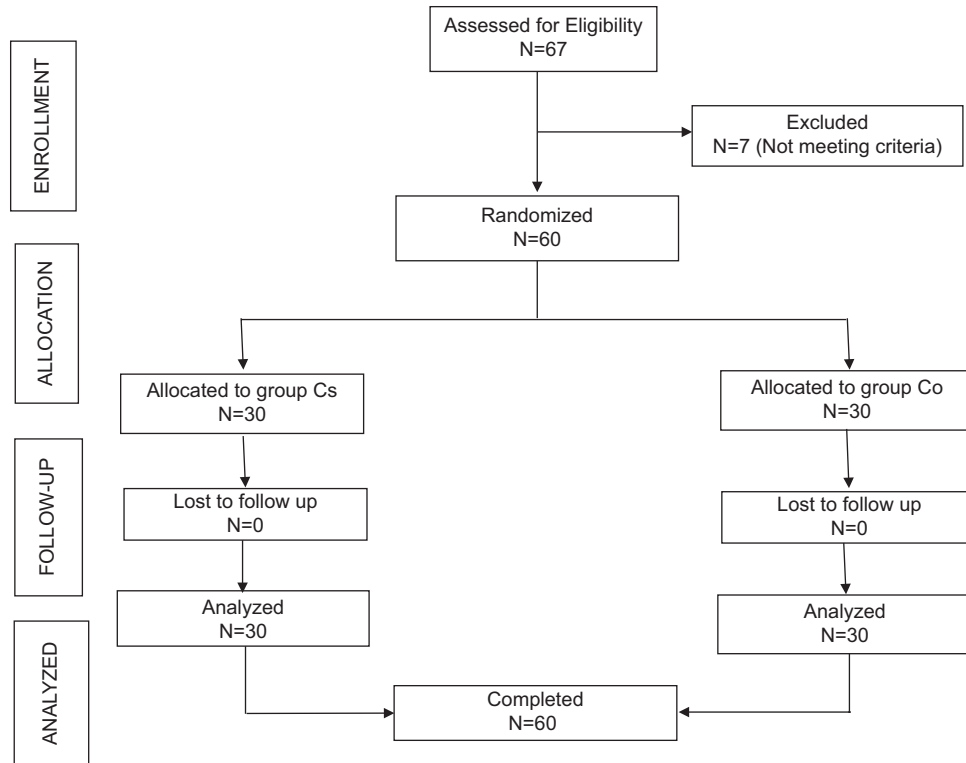 Assessed for Eligibility
N=67
ENROLLMENT
Excluded
N=7 (Not meeting criteria)
Randomized
N=60
ALLOCATION
Allocated to group Cs
N=30
Allocated to group Co
N=30
FOLLOW-UP
Lost to follow up
N=0
Lost to follow up
N=0
Analyzed
N=30
Analyzed
N=30
ANALYZED
Completed
N=60